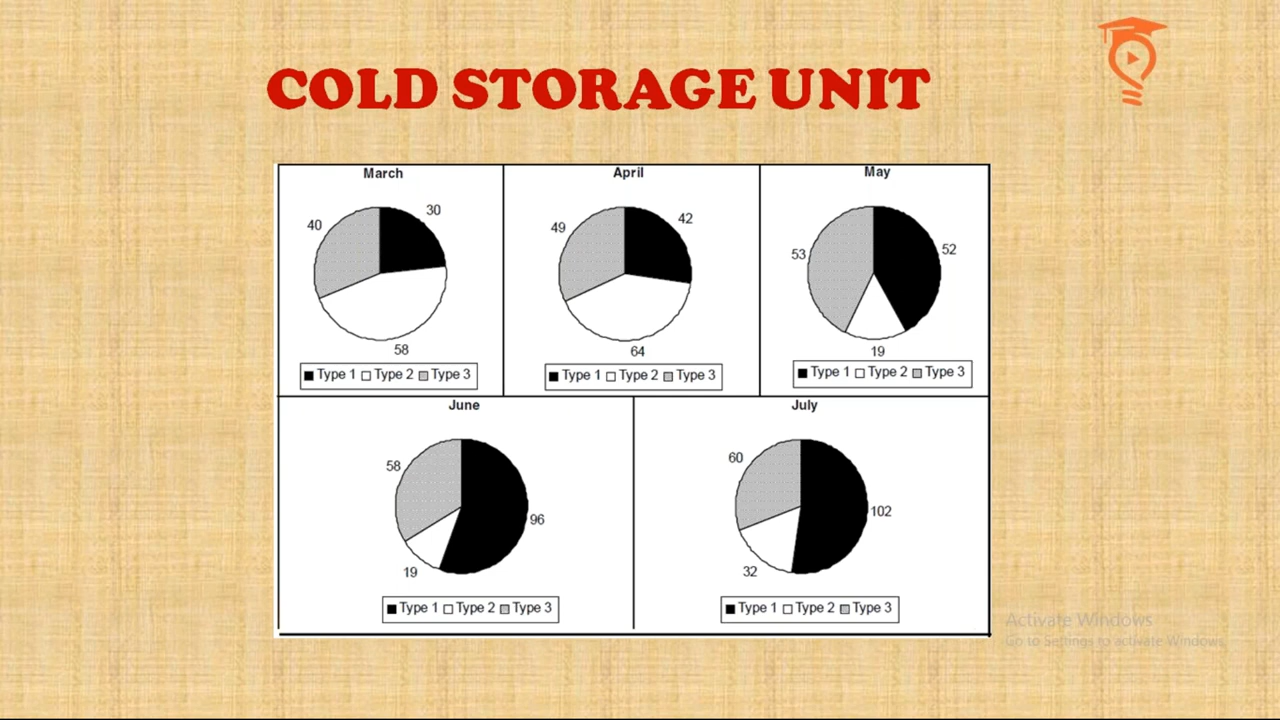 COLD STORAGE UNIT
March
40
30
58
Type 1 Type 2 Type 3
April
49
42
64
Type 1 Type 2 Type 3
May
53
52
19
Type 1 Type 2 Type 3
June
58
96
19
Type 1 Type 2 Type 3
July
60
102
32
Type 1 Type 2 Type 3
Activate Windows
Go to Settings to activate Windows.